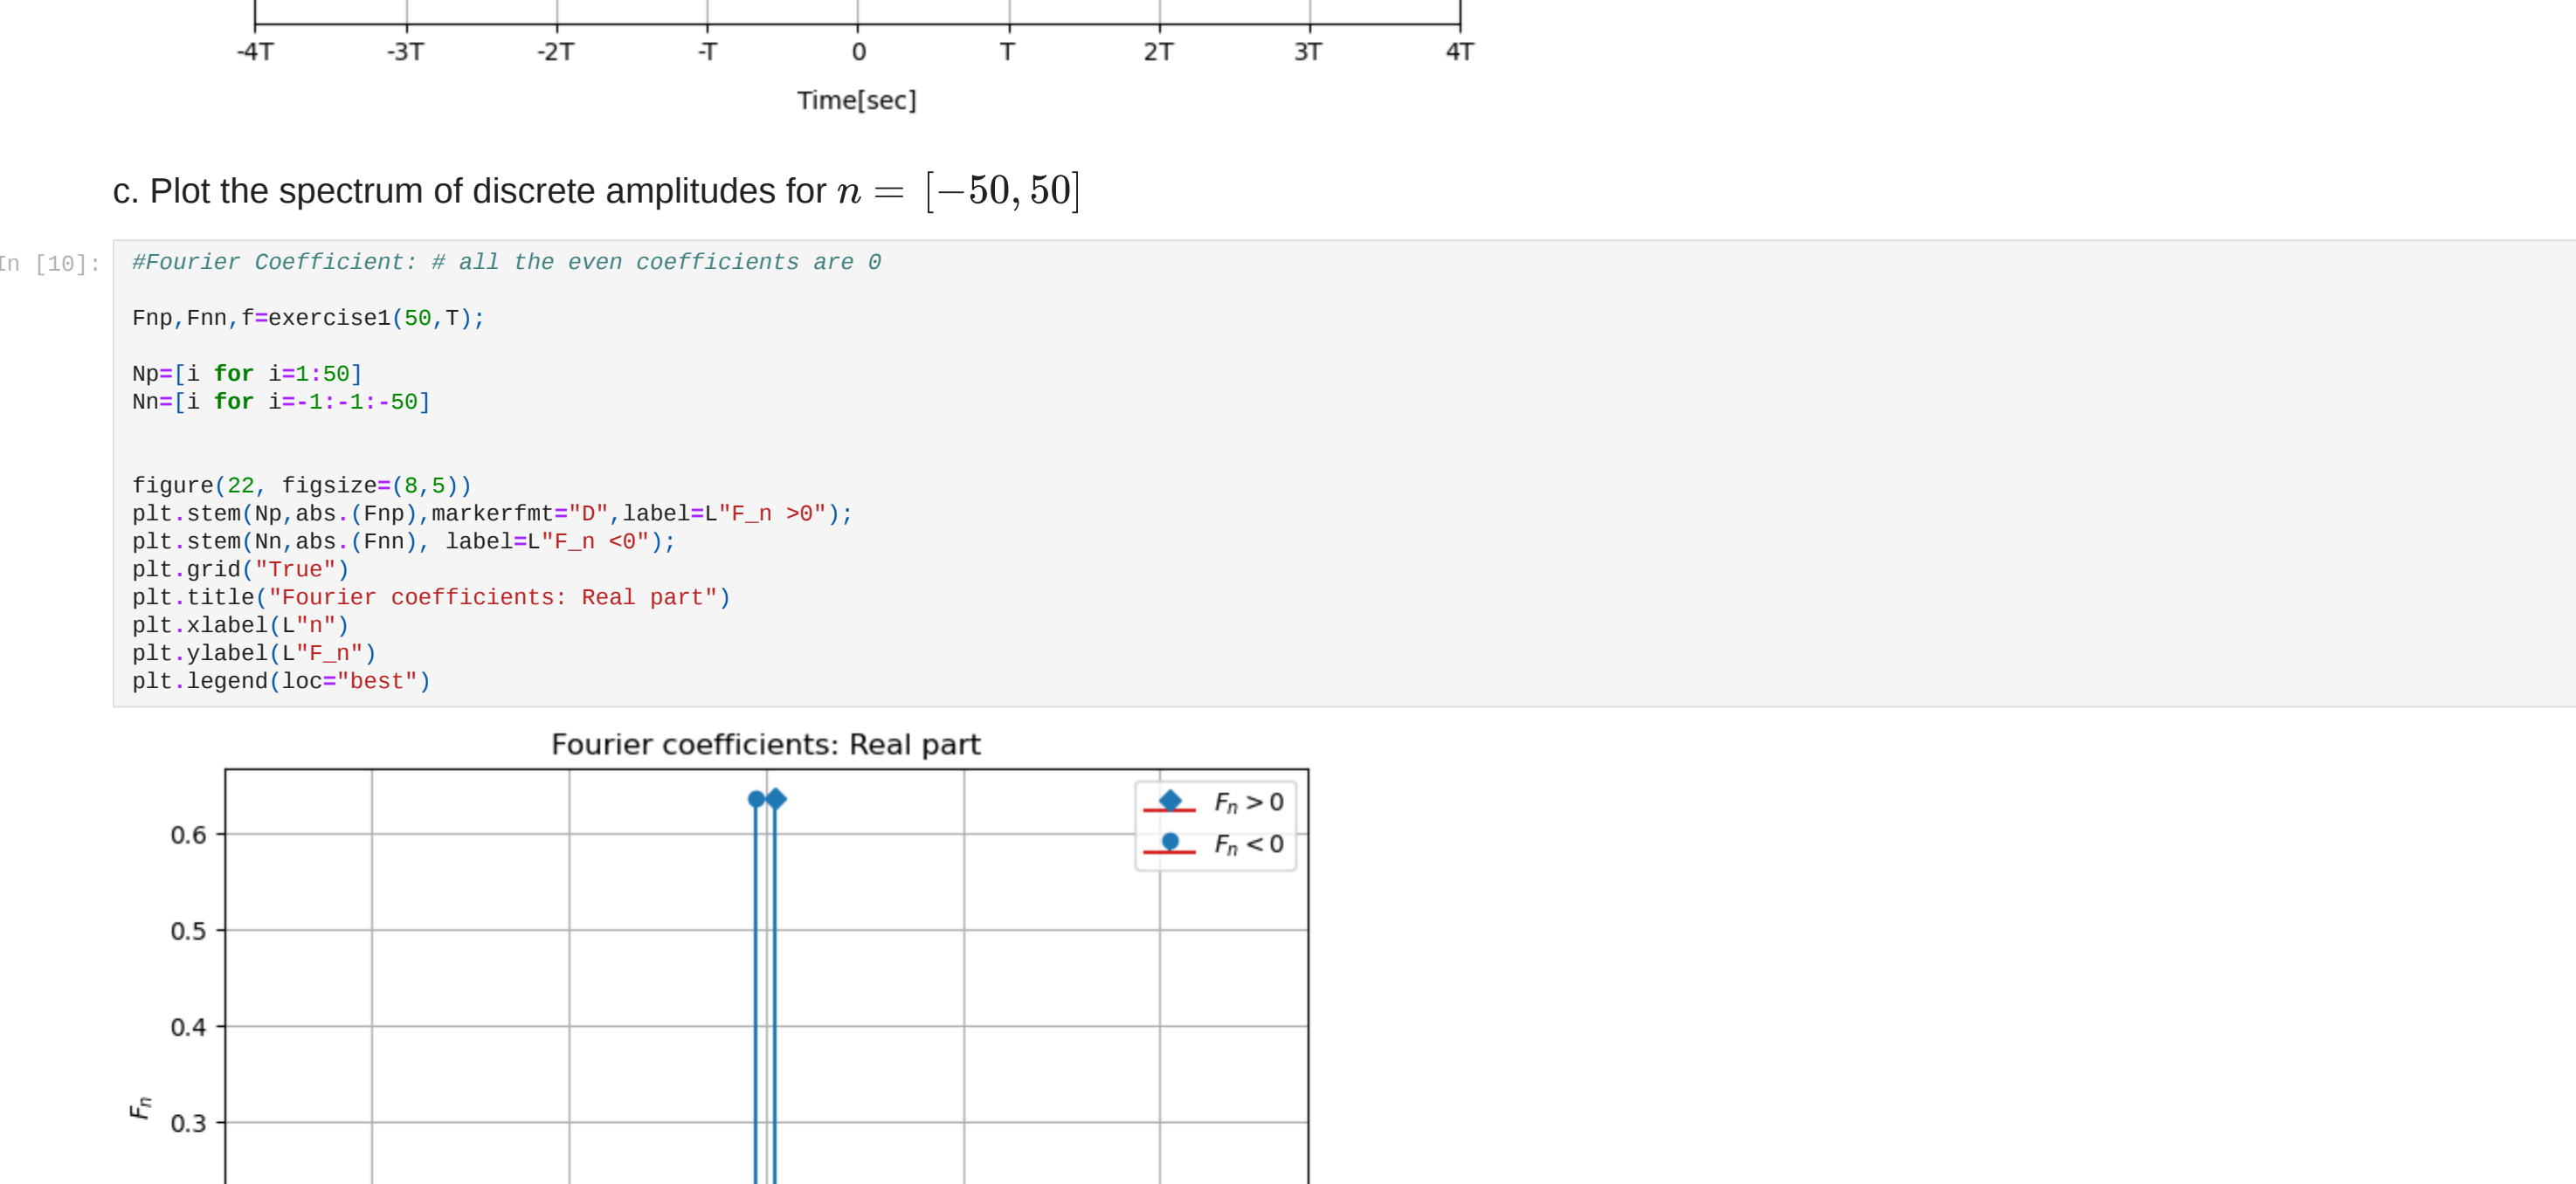 -4T -3T -2T -T 0 T 2T 3T 4T
Time[sec]
c. Plot the spectrum of discrete amplitudes for n = [−50, 50]
In [10]:
#Fourier Coefficient: # all the even coefficients are 0
Fnp,Fnn,f=exercise1(50,T);
Np=[i for i=1:50]
Nn=[i for i=-1:-1:-50]
figure(22, figsize=(8,5))
plt.stem(Np,abs.(Fnp),markerfmt="D",label=L"F_n >0");
plt.stem(Nn,abs.(Fnn), label=L"F_n <0");
plt.grid("True")
plt.title("Fourier coefficients: Real part")
plt.xlabel(L"n")
plt.ylabel(L"F_n")
plt.legend(loc="best")
Fourier coefficients: Real part
F_n > 0
F_n < 0
0.6
0.5
0.4
0.3
F_n